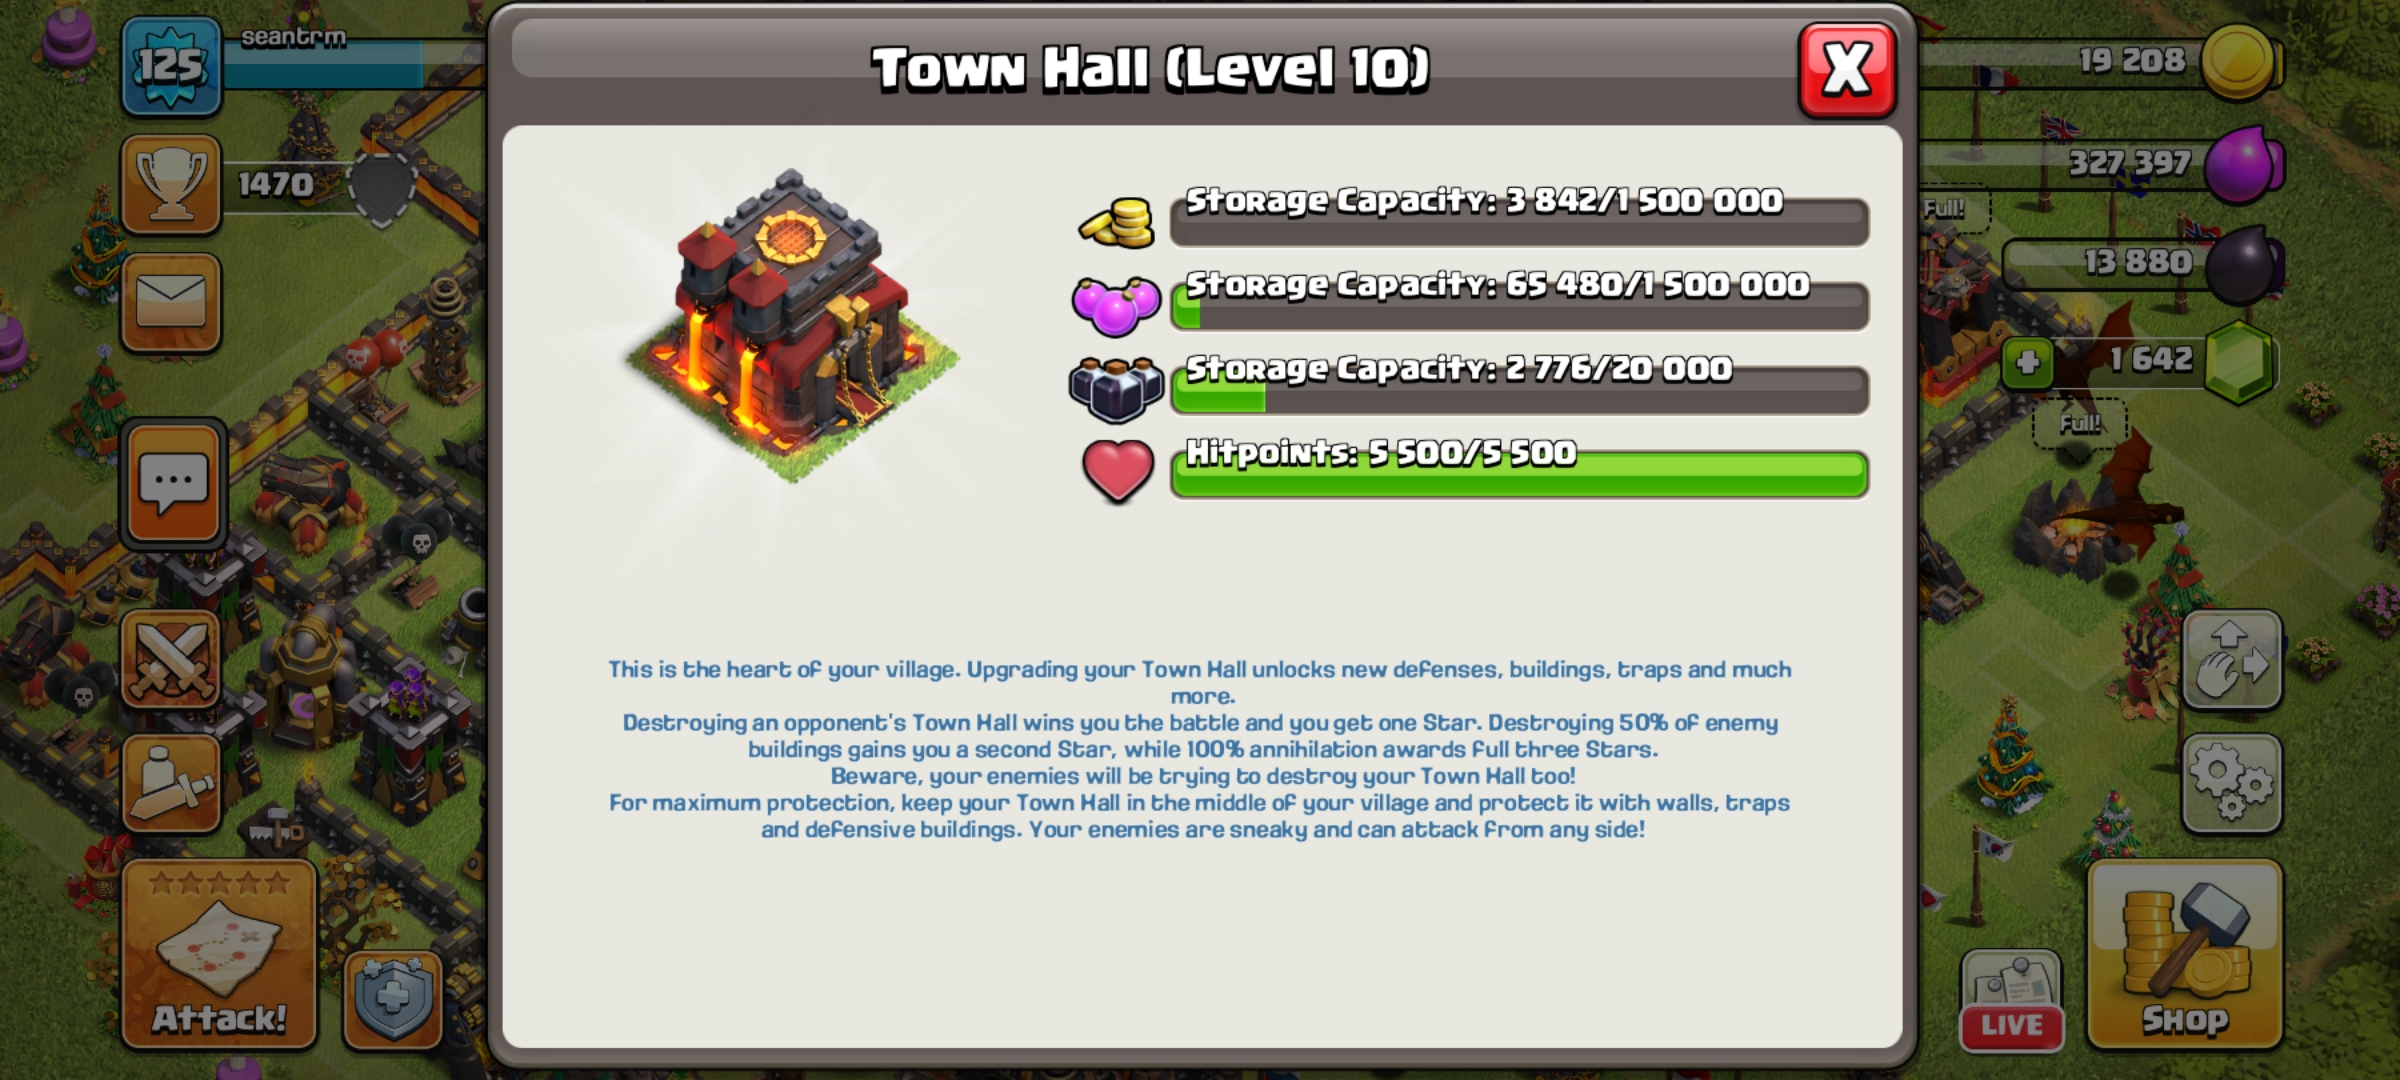 125
seantrm
Town Hall (Level 10)
X
19 208
1470
Storage Capacity: 3 842/1 500 000
327 397
Full!
Storage Capacity: 65 480/1 500 000
13 880
Storage Capacity: 2 776/20 000
1 642
Full!
Hitpoints: 5 500/5 500
This is the heart of your village. Upgrading your Town Hall unlocks new defenses, buildings, traps and much
more.
Destroying an opponent's Town Hall wins you the battle and you get one Star. Destroying 50% of enemy
buildings gains you a second Star, while 100% annihilation awards full three Stars.
Beware, your enemies will be trying to destroy your Town Hall too!
For maximum protection, keep your Town Hall in the middle of your village and protect it with walls, traps
and defensive buildings. Your enemies are sneaky and can attack from any side!
Attack!
LIVE
Shop